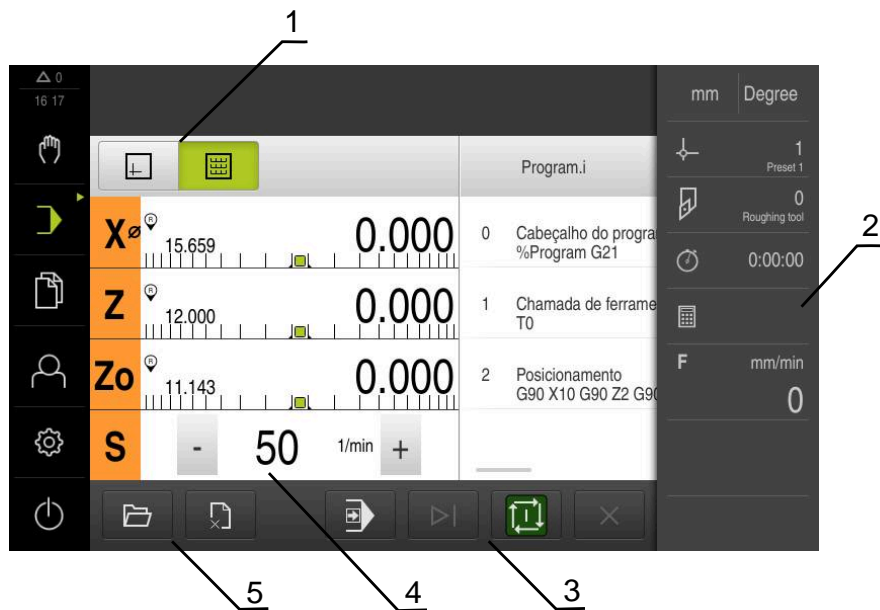 1
0
16 17
mm Degree
Program.i
1
Preset 1
0
Roughing tool
2
0:00:00
X ø R 15.659 0.000
0 Cabeçalho do progra
%Program G21
Z R 12.000 0.000
1 Chamada de ferrame
T0
Zo R 11.143 0.000
2 Posicionamento
G90 X10 G90 Z2 G90
F mm/min
0
S - 50 1/min +
5
4
3